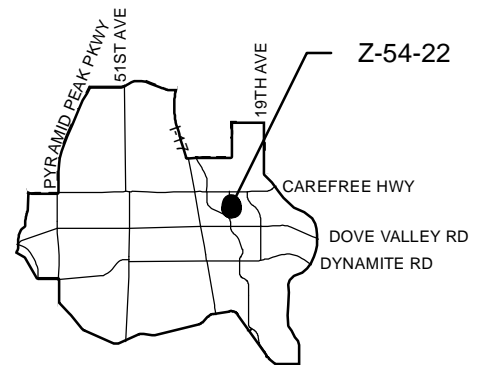 Z-54-22
PYRAMID PEAK PKWY
51ST AVE
I-17
19TH AVE
CAREFREE HWY
DOVE VALLEY RD
DYNAMITE RD